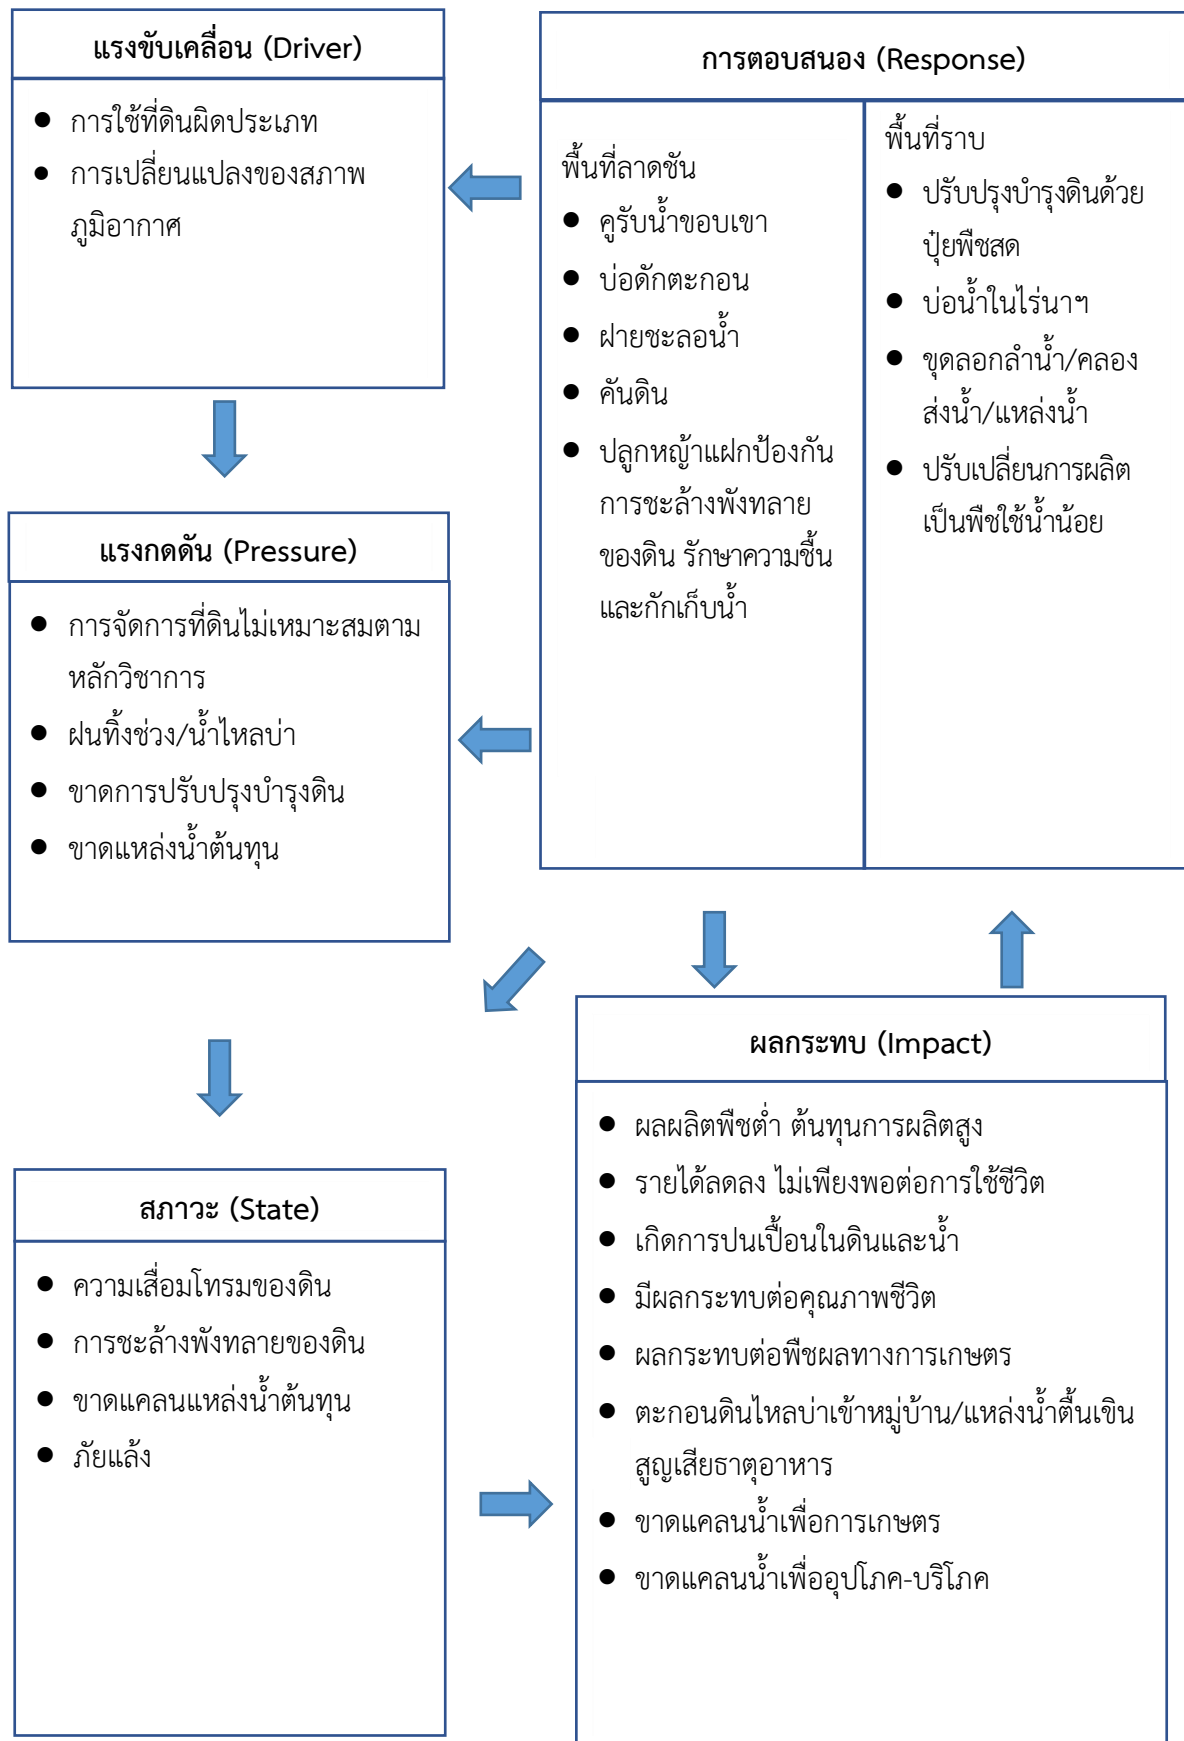 แรงขับเคลื่อน (Driver)
● การใช้ที่ดินผิดประเภท
● การเปลี่ยนแปลงของสภาพ
ภูมิอากาศ
การตอบสนอง (Response)
พื้นที่ลาดชัน
● คูรับน้ำขอบเขา
● บ่อดักตะกอน
● ฝายชะลอน้ำ
● คันดิน
● ปลูกหญ้าแฝกป้องกัน
การชะล้างพังทลาย
ของดิน รักษาความชื้น
และกักเก็บน้ำ
พื้นที่ราบ
● ปรับปรุงบำรุงดินด้วย
ปุ๋ยพืชสด
● บ่อน้ำในไร่นาฯ
● ขุดลอกลำน้ำ/คลอง
ส่งน้ำ/แหล่งน้ำ
● ปรับเปลี่ยนการผลิต
เป็นพืชใช้น้ำน้อย
แรงกดดัน (Pressure)
● การจัดการที่ดินไม่เหมาะสมตาม
หลักวิชาการ
● ฝนทิ้งช่วง/น้ำไหลบ่า
● ขาดการปรับปรุงบำรุงดิน
● ขาดแหล่งน้ำต้นทุน
สภาวะ (State)
● ความเสื่อมโทรมของดิน
● การชะล้างพังทลายของดิน
● ขาดแคลนแหล่งน้ำต้นทุน
● ภัยแล้ง
ผลกระทบ (Impact)
● ผลผลิตพืชต่ำ ต้นทุนการผลิตสูง
● รายได้ลดลง ไม่เพียงพอต่อการใช้ชีวิต
● เกิดการปนเปื้อนในดินและน้ำ
● มีผลกระทบต่อคุณภาพชีวิต
● ผลกระทบต่อพืชผลทางการเกษตร
● ตะกอนดินไหลบ่าเข้าหมู่บ้าน/แหล่งน้ำตื้นเขิน
สูญเสียธาตุอาหาร
● ขาดแคลนน้ำเพื่อการเกษตร
● ขาดแคลนน้ำเพื่ออุปโภค-บริโภค